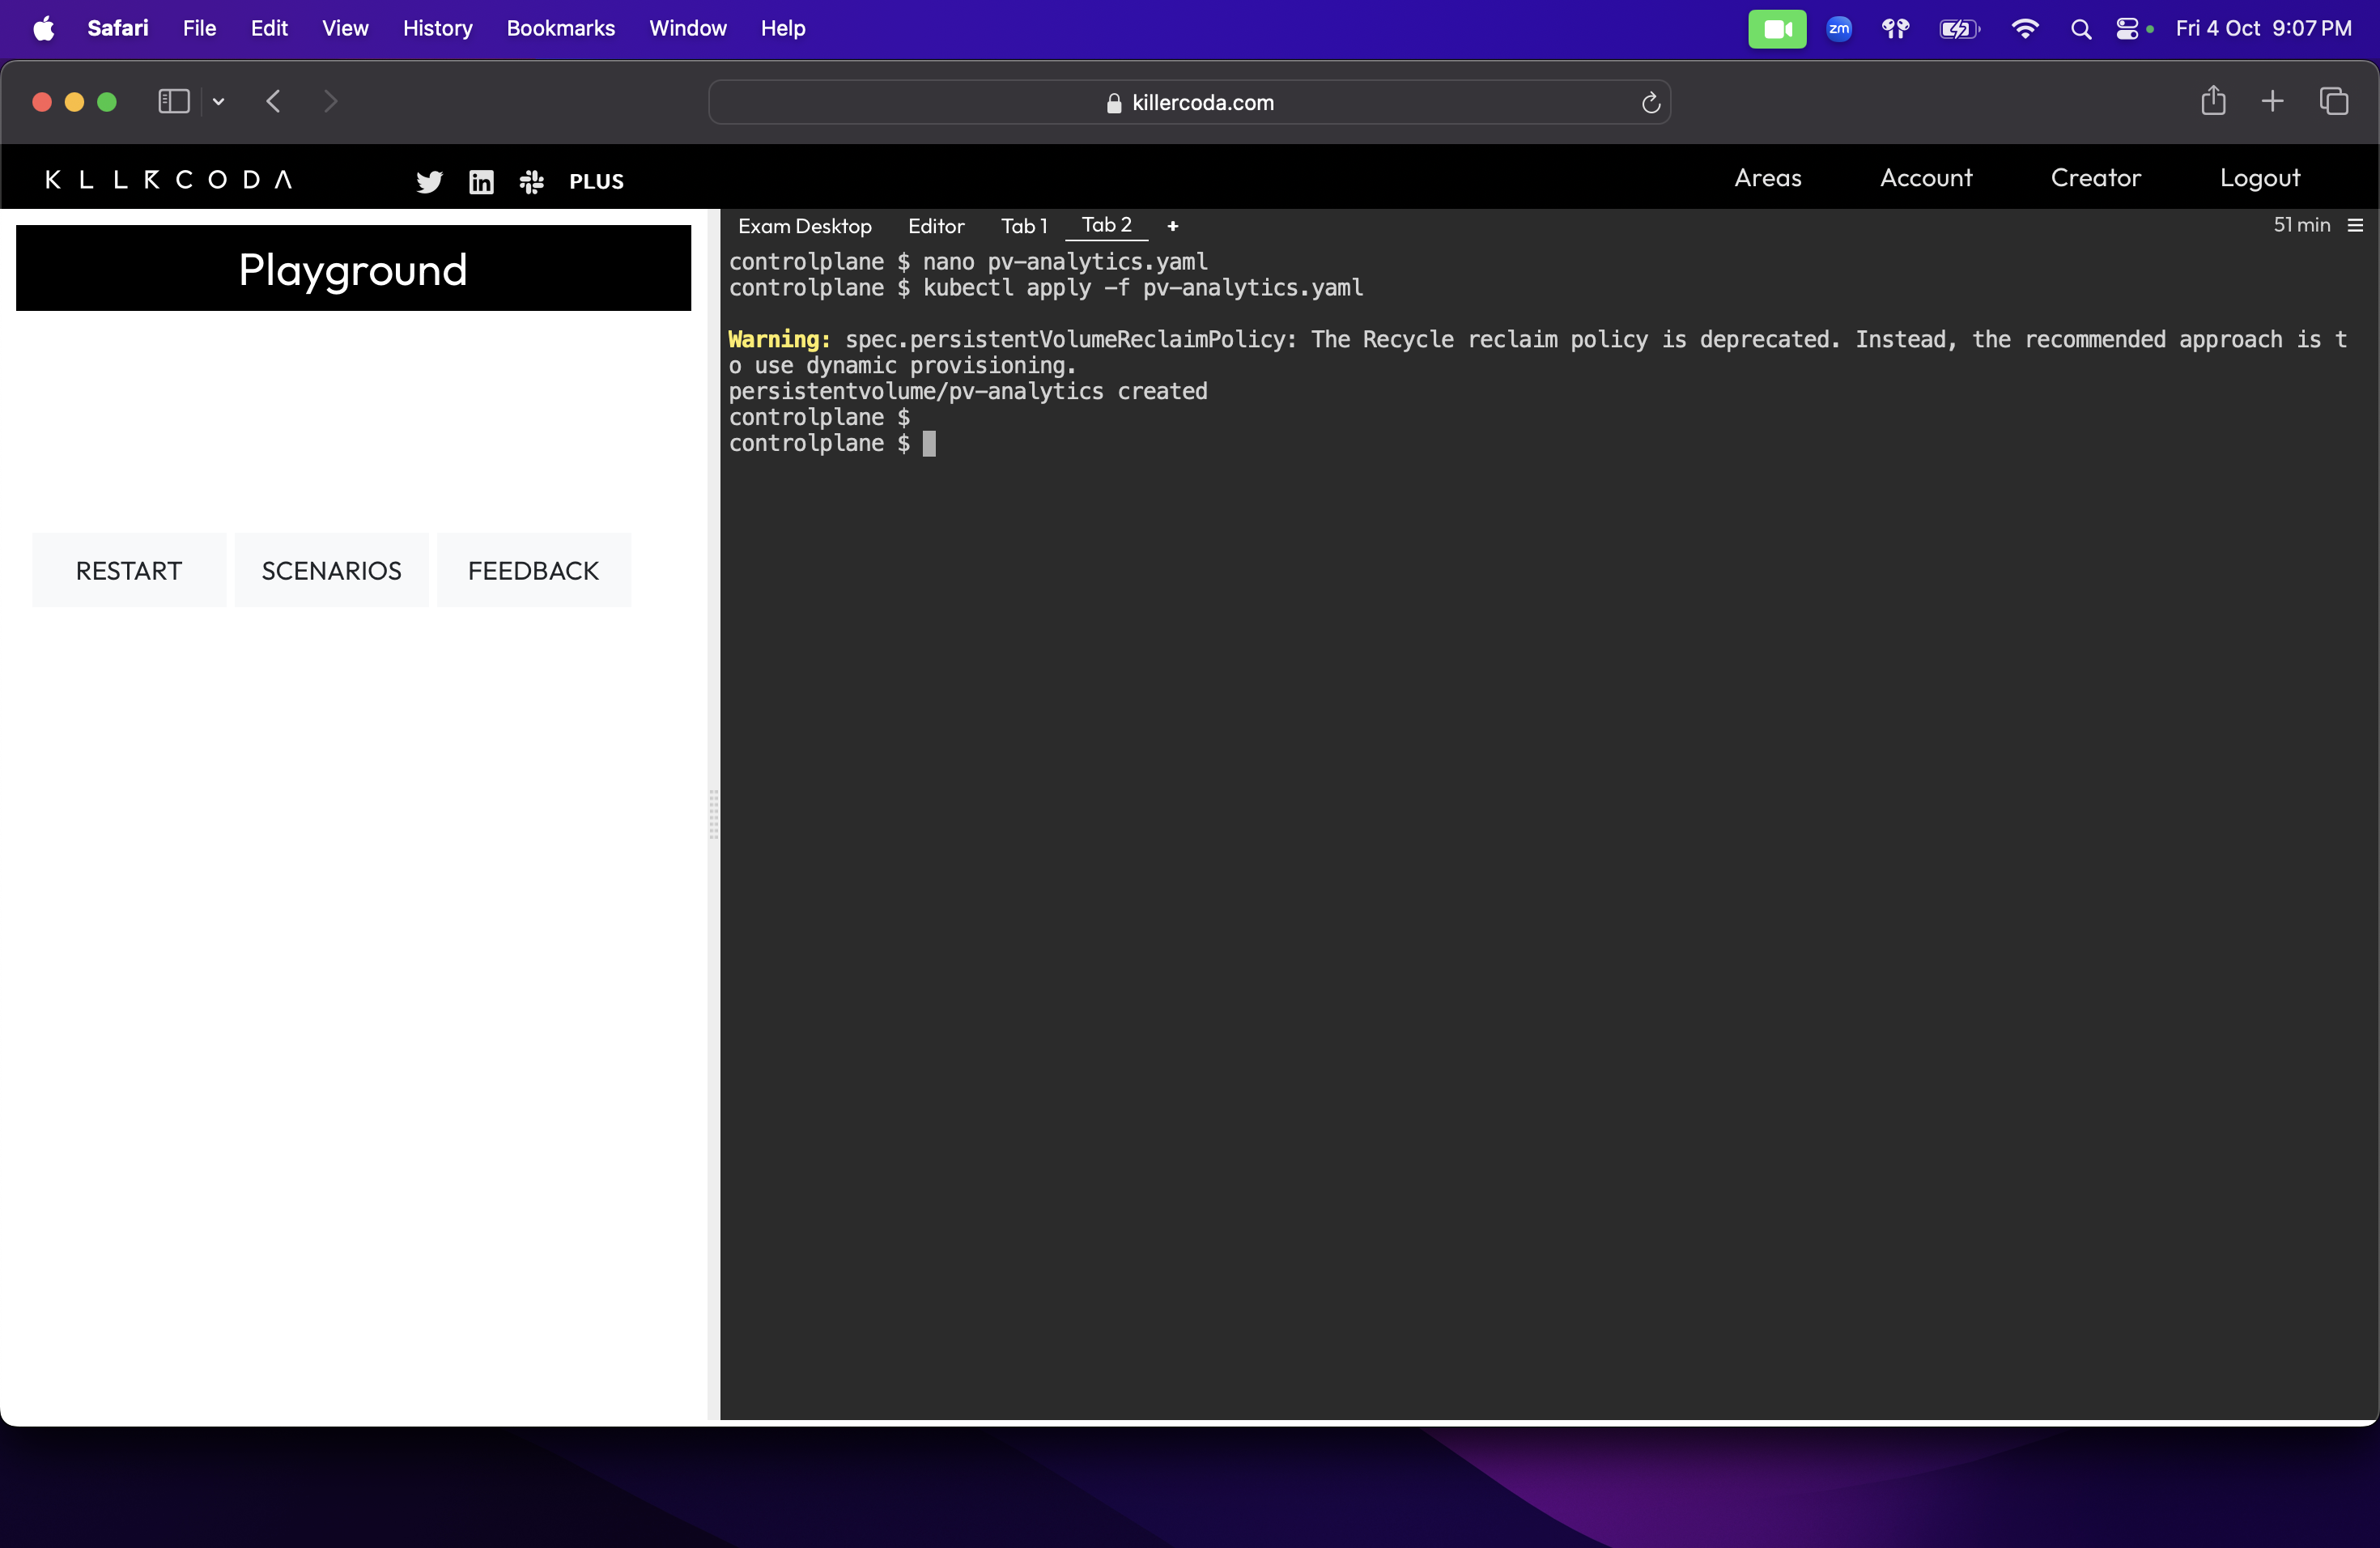 Safari File Edit View History Bookmarks Window Help zm Fri 4 Oct 9:07 PM
killercoda.com
KLLRCODA in PLUS Areas Account Creator Logout
Playground
RESTART SCENARIOS FEEDBACK
Exam Desktop Editor Tab 1 Tab 2 + 51 min
controlplane $ nano pv-analytics.yaml
controlplane $ kubectl apply -f pv-analytics.yaml
Warning: spec.persistentVolumeReclaimPolicy: The Recycle reclaim policy is deprecated. Instead, the recommended approach is t
o use dynamic provisioning.
persistentvolume/pv-analytics created
controlplane $
controlplane $